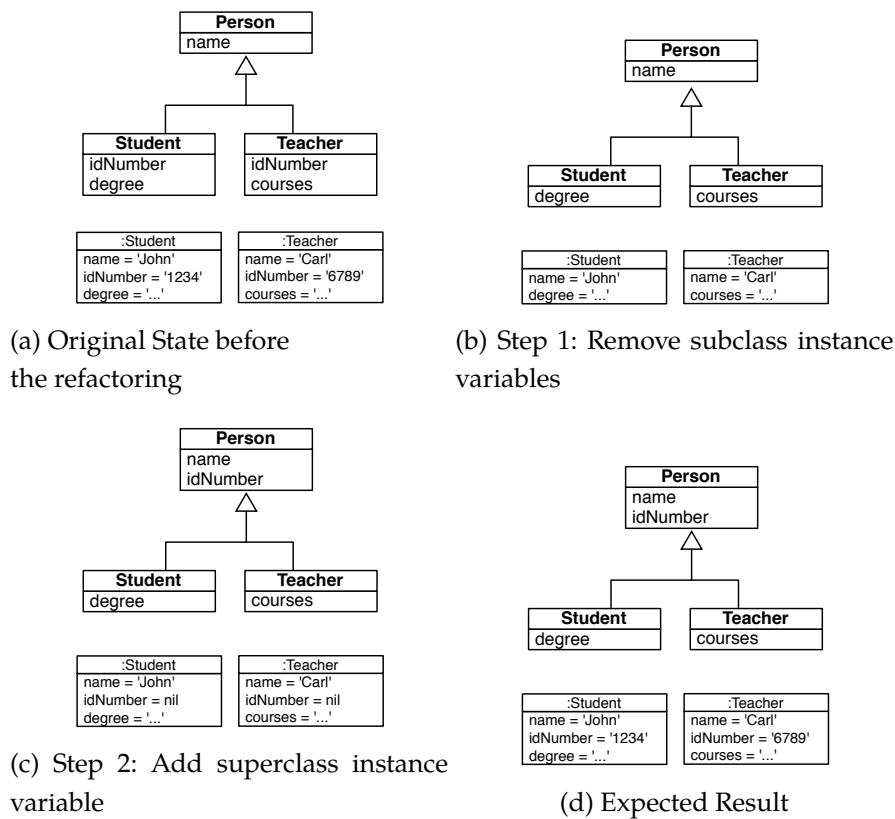 Person
name
Student
idNumber
degree
Teacher
idNumber
courses
:Student
name = 'John'
idNumber = '1234'
degree = '...'
:Teacher
name = 'Carl'
idNumber = '6789'
courses = '...'
(a) Original State before
the refactoring
Person
name
Student
degree
Teacher
courses
:Student
name = 'John'
degree = '...'
:Teacher
name = 'Carl'
courses = '...'
(b) Step 1: Remove subclass instance
variables
Person
name
idNumber
Student
degree
Teacher
courses
:Student
name = 'John'
idNumber = nil
degree = '...'
:Teacher
name = 'Carl'
idNumber = nil
courses = '...'
(c) Step 2: Add superclass instance
variable
Person
name
idNumber
Student
degree
Teacher
courses
:Student
name = 'John'
idNumber = '1234'
degree = '...'
:Teacher
name = 'Carl'
idNumber = '6789'
courses = '...'
(d) Expected Result